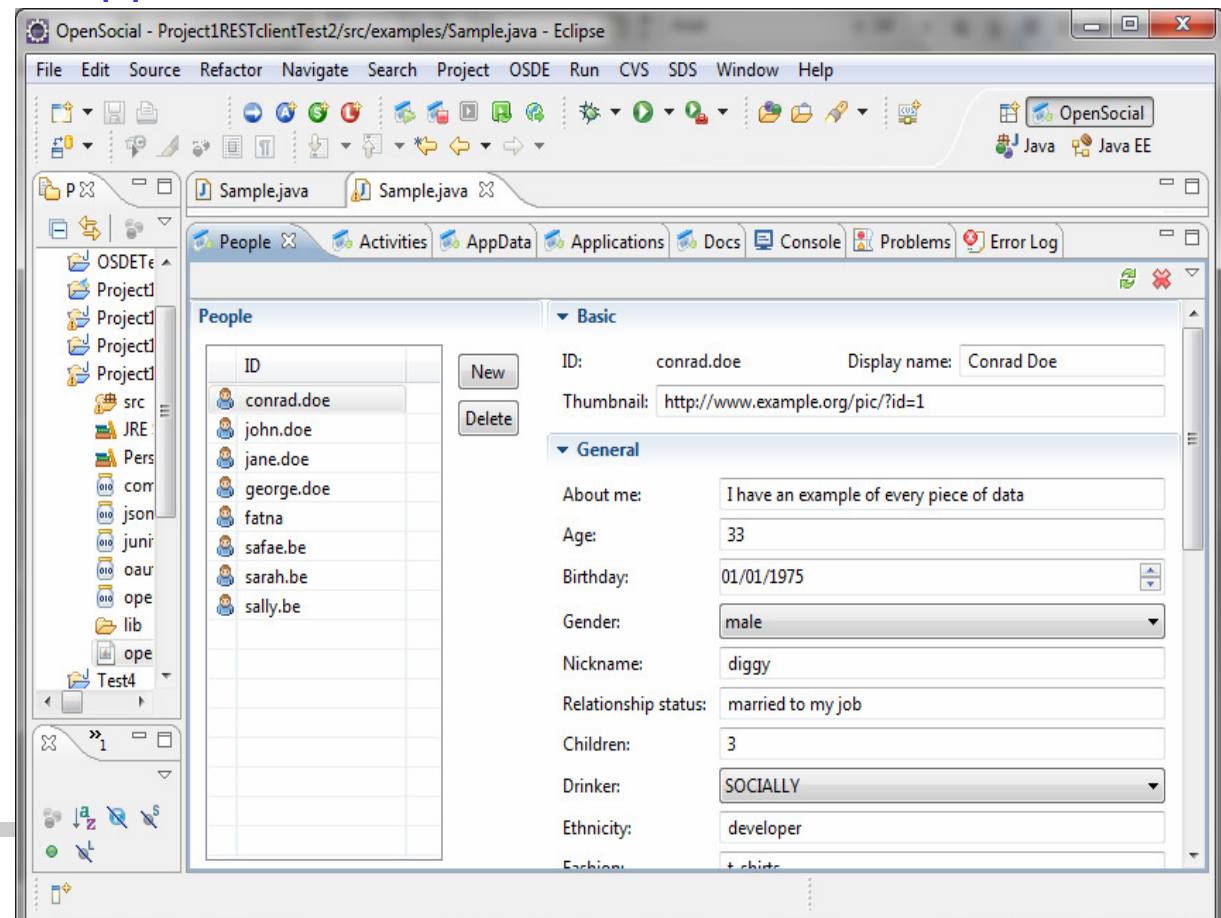 OpenSocial - Project1RESTclientTest2/src/examples/Sample.java - Eclipse
File Edit Source Refactor Navigate Search Project OSDE Run CVS SDS Window Help
OpenSocial
Java Java EE
P Sample.java Sample.java
People Activities AppData Applications Docs Console Problems Error Log
OSDETe
Project1
Project1
Project1
Project1
src
JRE
Pers
com
json
juni
oau
ope
lib
ope
Test4
»1
People
ID
conrad.doe
john.doe
jane.doe
george.doe
fatna
safae.be
sarah.be
sally.be
New
Delete
Basic
ID: conrad.doe Display name: Conrad Doe
Thumbnail: http://www.example.org/pic/?id=1
General
About me: I have an example of every piece of data
Age: 33
Birthday: 01/01/1975
Gender: male
Nickname: diggy
Relationship status: married to my job
Children: 3
Drinker: SOCIALLY
Ethnicity: developer
Fashion: t-shirts